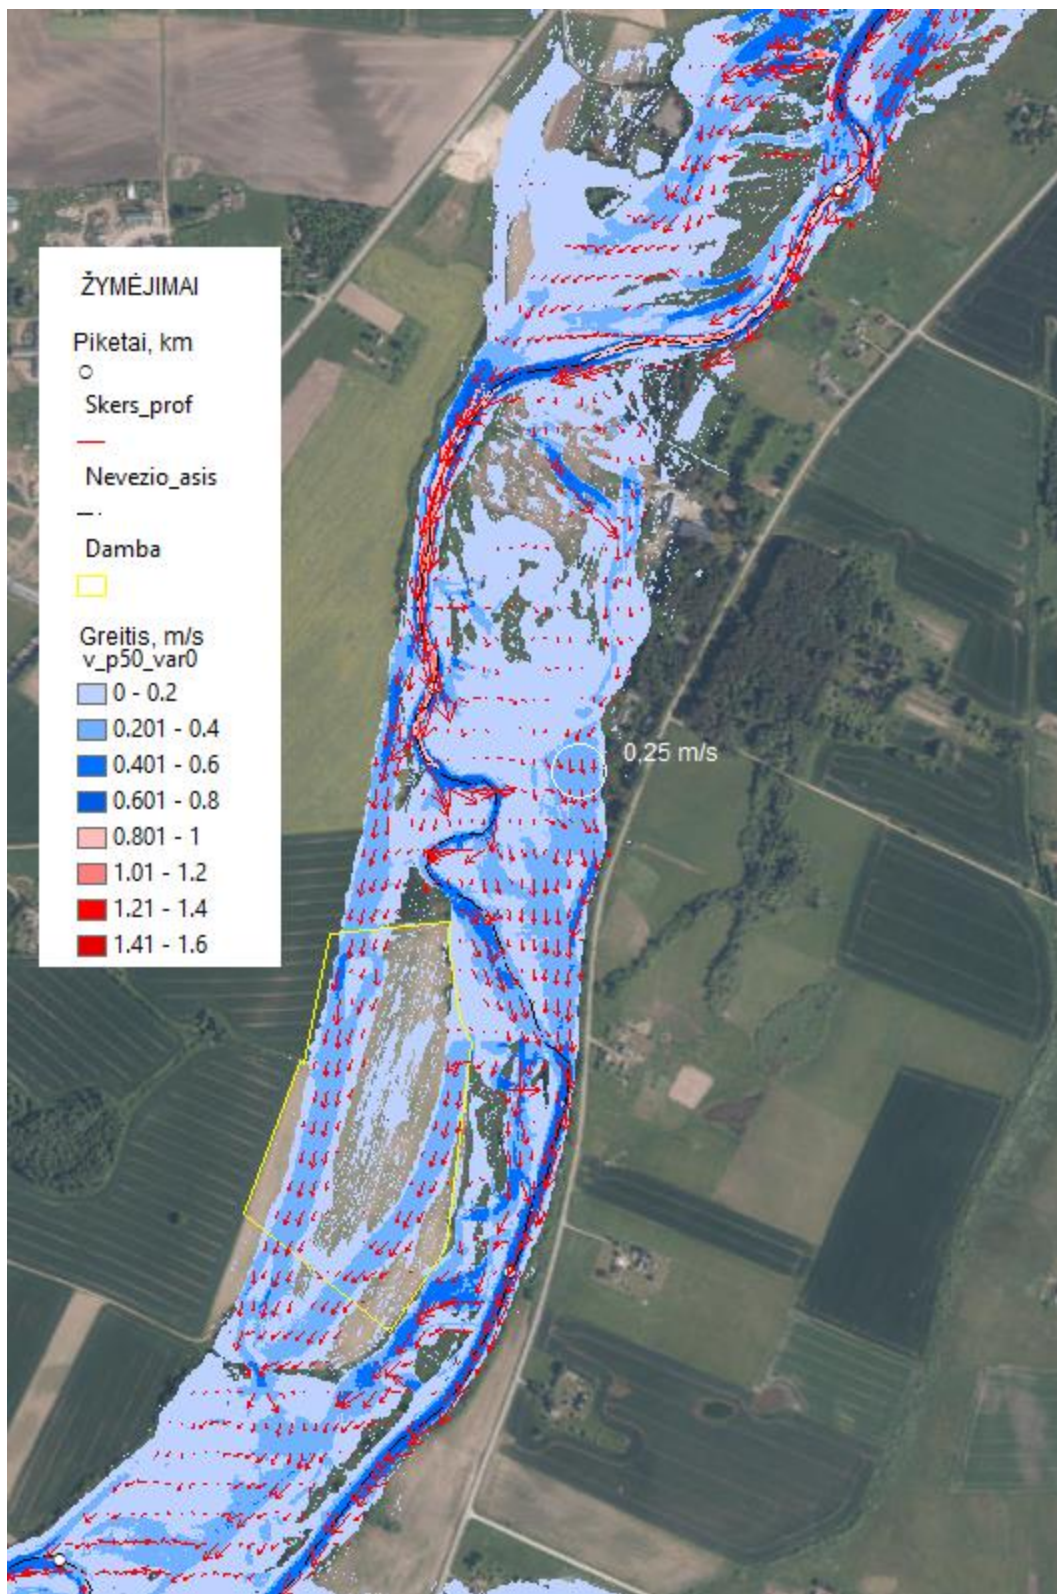 ŽYMĖJIMAI
Piketai, km
Skers_prof
Nevezio_asis
Damba
Greitis, m/s
v_p50_var0
0 - 0.2
0.201 - 0.4
0.401 - 0.6
0.601 - 0.8
0.801 - 1
1.01 - 1.2
1.21 - 1.4
1.41 - 1.6
0.25 m/s